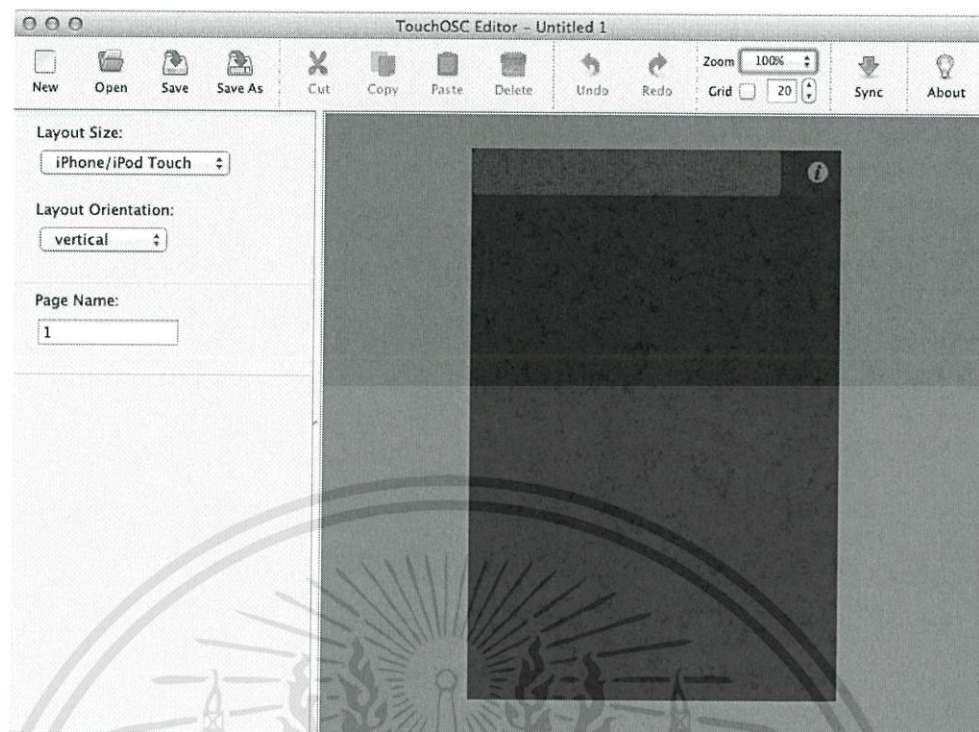 TouchOSC Editor - Untitled 1
New Open Save Save As Cut Copy Paste Delete Undo Redo Zoom 100% Sync About
Grid 20
Layout Size:
iPhone/iPod Touch
Layout Orientation:
vertical
Page Name:
1
i